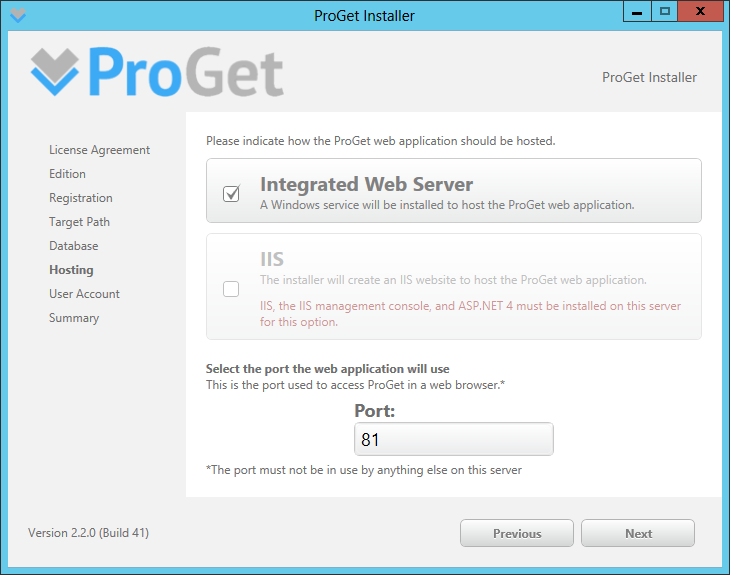 ProGet Installer
ProGet
ProGet Installer
License Agreement
Edition
Registration
Target Path
Database
Hosting
User Account
Summary
Please indicate how the ProGet web application should be hosted.
Integrated Web Server
A Windows service will be installed to host the ProGet web application.
IIS
The installer will create an IIS website to host the ProGet web application.
IIS, the IIS management console, and ASP.NET 4 must be installed on this server
for this option.
Select the port the web application will use
This is the port used to access ProGet in a web browser.*
Port:
81
*The port must not be in use by anything else on this server
Version 2.2.0 (Build 41)
Previous
Next